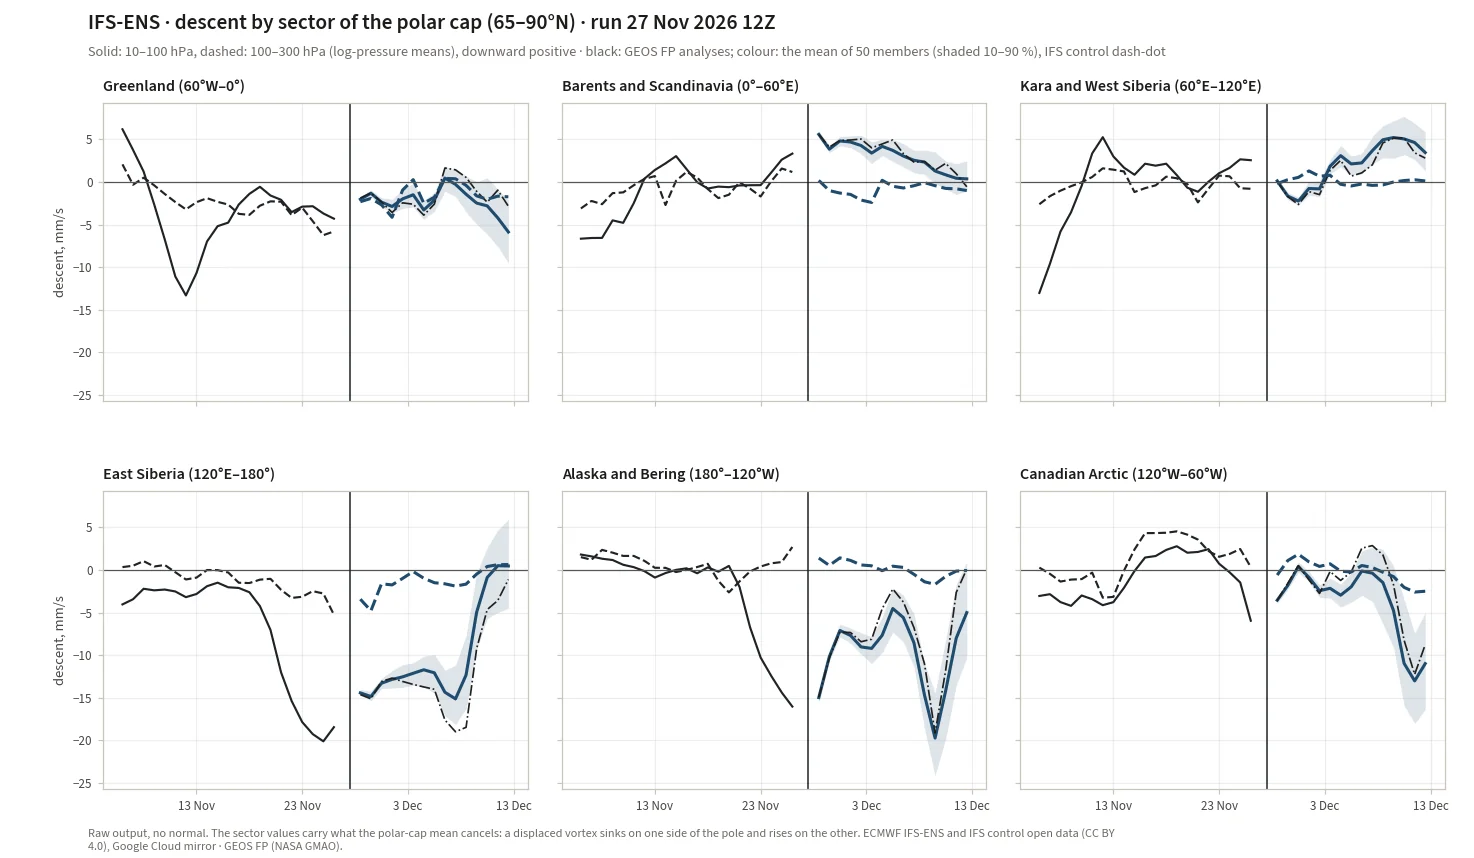 IFS-ENS · descent by sector of the polar cap (65–90°N) · run 27 Nov 2026 12Z
Solid: 10–100 hPa, dashed: 100–300 hPa (log-pressure means), downward positive · black: GEOS FP analyses; colour: the mean of 50 members (shaded 10–90 %), IFS control dash-dot
Greenland (60°W–0°)
Barents and Scandinavia (0°–60°E)
Kara and West Siberia (60°E–120°E)
descent, mm/s
5
0
−5
−10
−15
−20
−25
East Siberia (120°E–180°)
Alaska and Bering (180°–120°W)
Canadian Arctic (120°W–60°W)
descent, mm/s
5
0
−5
−10
−15
−20
−25
13 Nov 23 Nov 3 Dec 13 Dec
13 Nov 23 Nov 3 Dec 13 Dec
13 Nov 23 Nov 3 Dec 13 Dec
Raw output, no normal. The sector values carry what the polar-cap mean cancels: a displaced vortex sinks on one side of the pole and rises on the other. ECMWF IFS-ENS and IFS control open data (CC BY
4.0), Google Cloud mirror · GEOS FP (NASA GMAO).